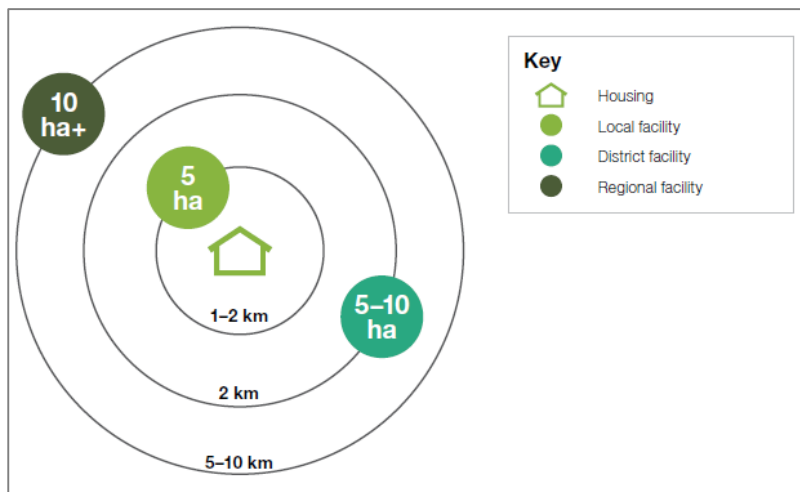 10
ha+
5
ha
1–2 km
5–10
ha
2 km
5–10 km
Key
Housing
Local facility
District facility
Regional facility